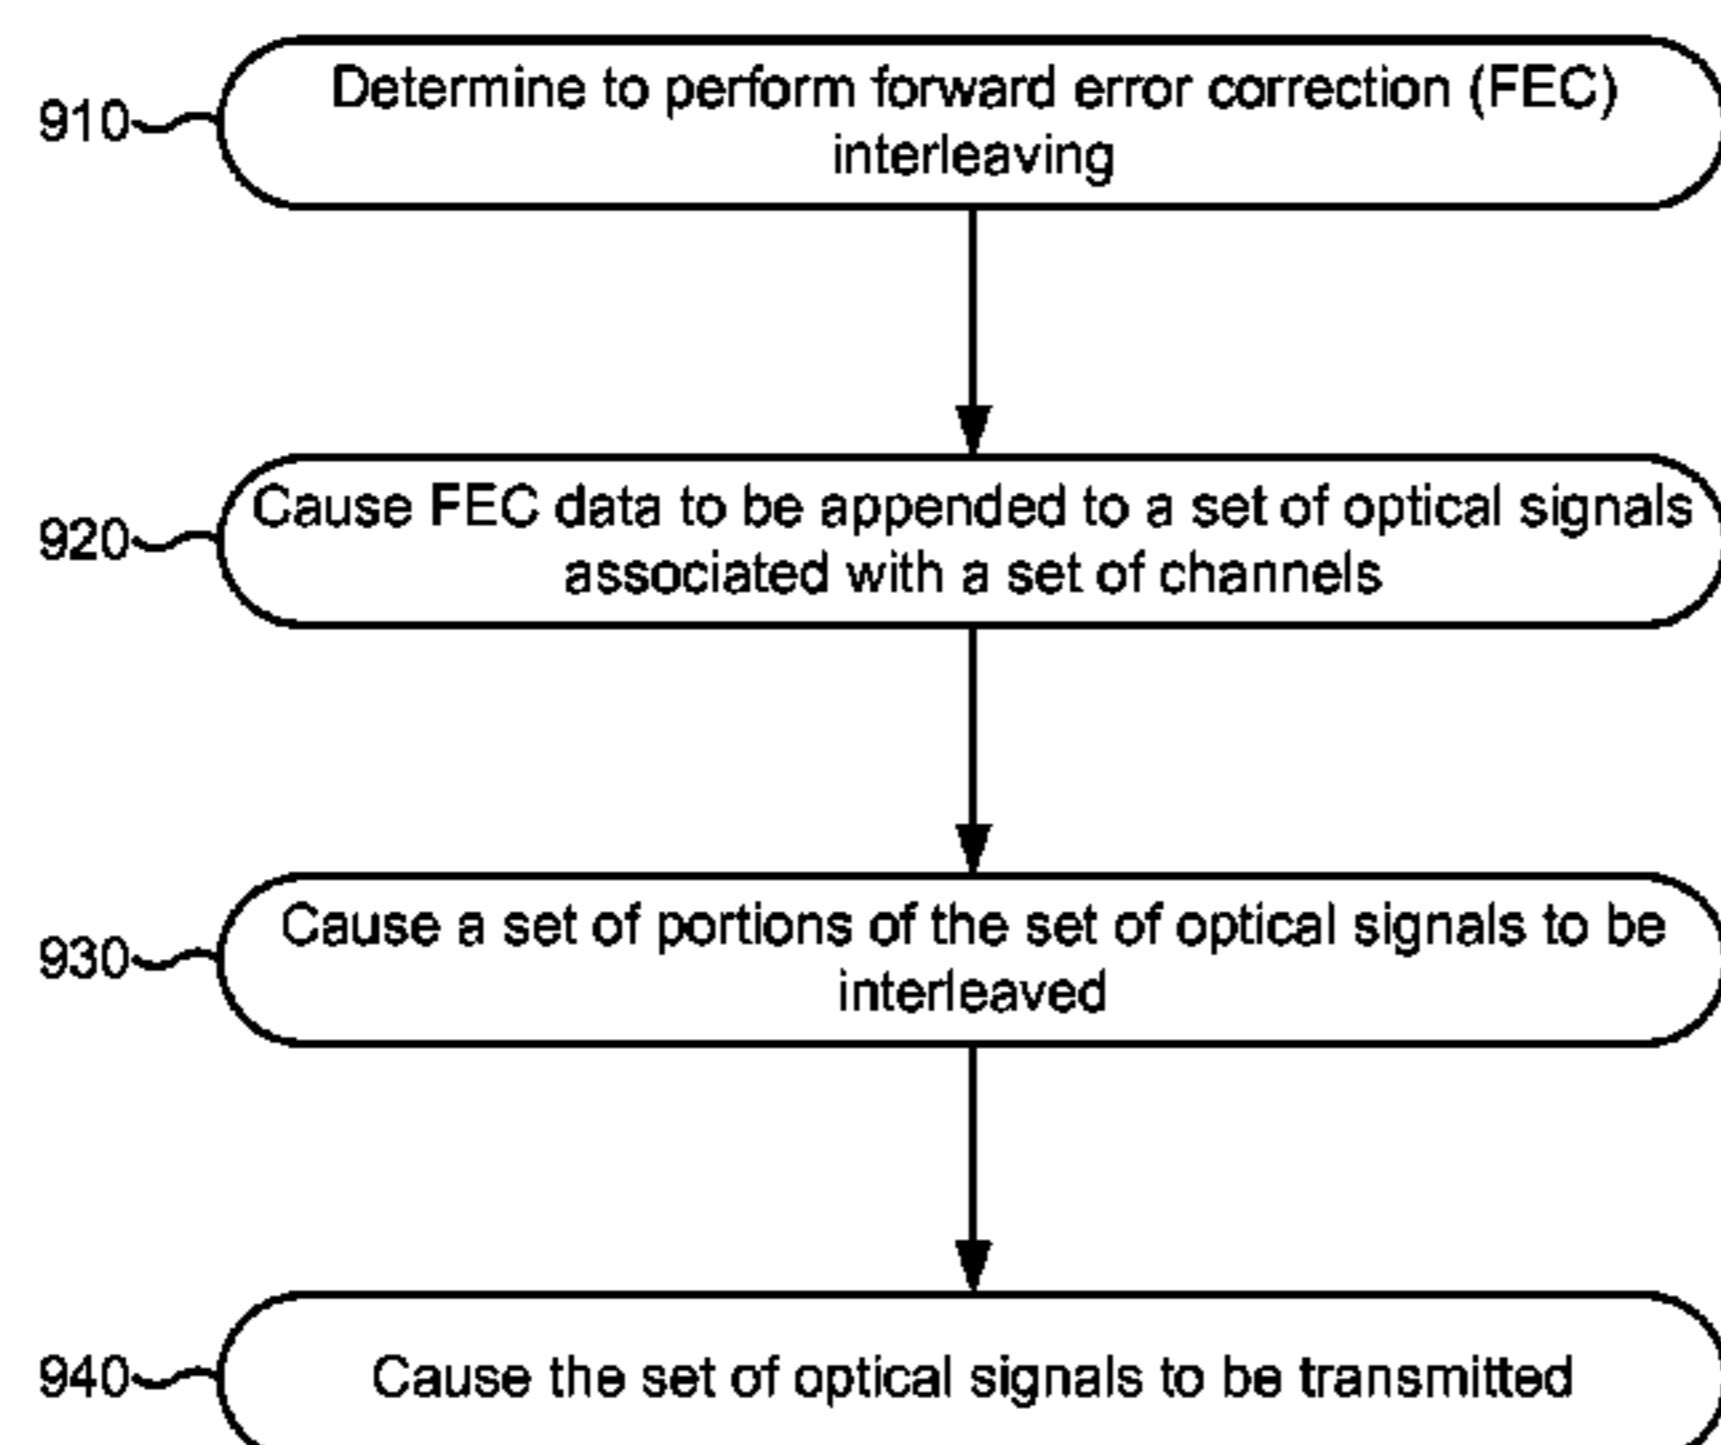 910
Determine to perform forward error correction (FEC)
interleaving
920
Cause FEC data to be appended to a set of optical signals
associated with a set of channels
930
Cause a set of portions of the set of optical signals to be
interleaved
940
Cause the set of optical signals to be transmitted